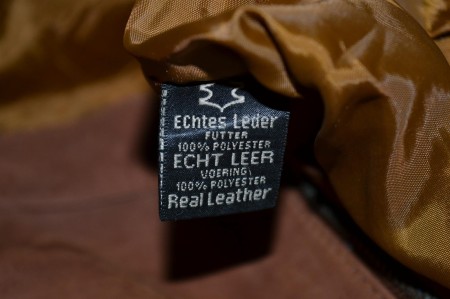 Echtes Leder
FUTTER
100% POLYESTER
ECHT LEER
VOERING
100% POLYESTER
Real Leather